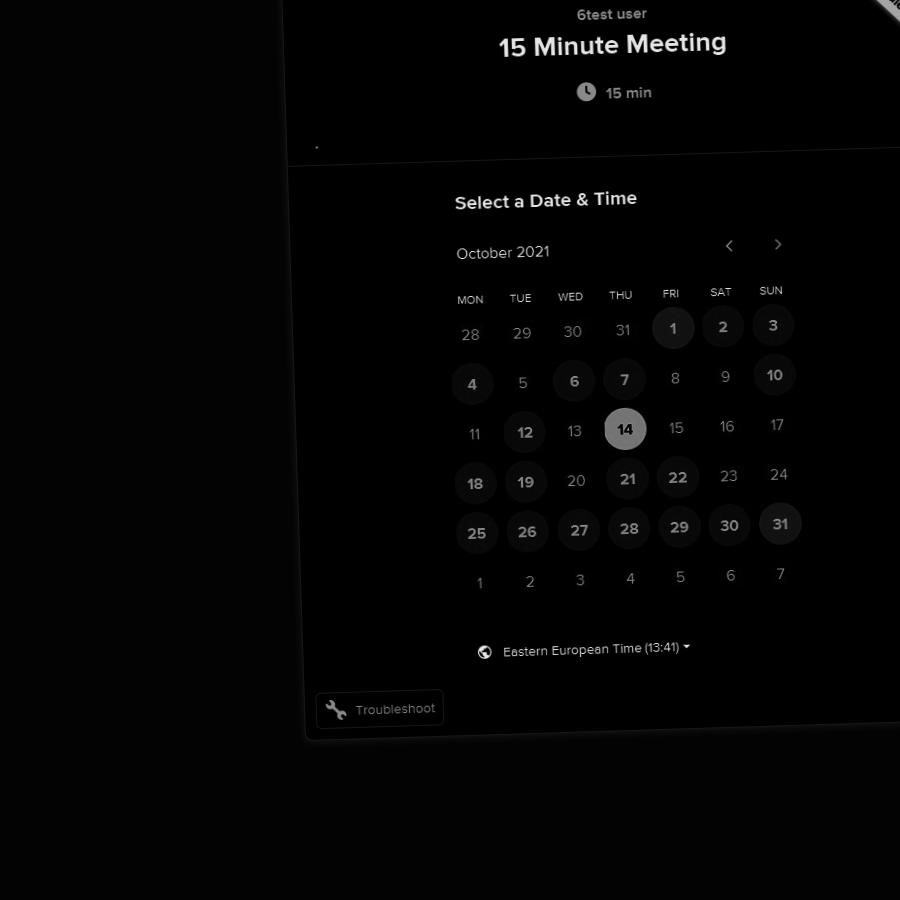 6test user
15 Minute Meeting
15 min
Select a Date & Time
October 2021
MON TUE WED THU FRI SAT SUN
28 29 30 31 1 2 3
4 5 6 7 8 9 10
11 12 13 14 15 16 17
18 19 20 21 22 23 24
25 26 27 28 29 30 31
1 2 3 4 5 6 7
Eastern European Time (13:41)
Troubleshoot